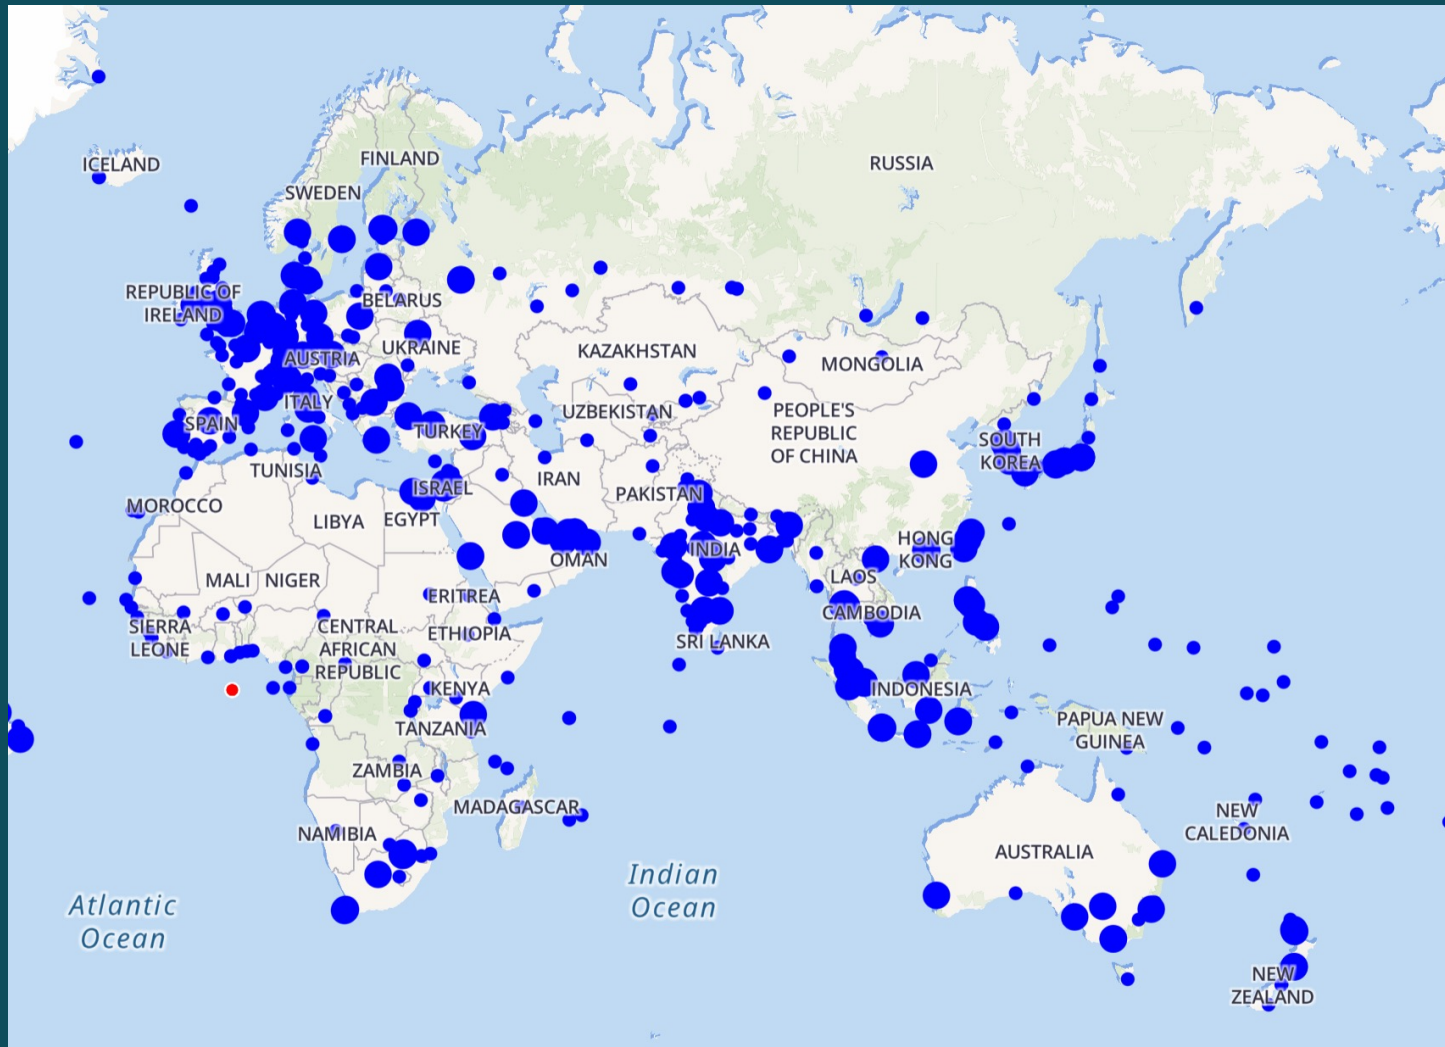 ICELAND
FINLAND
SWEDEN
RUSSIA
REPUBLIC OF
IRELAND
BELARUS
UKRAINE
AUSTRIA
KAZAKHSTAN
MONGOLIA
ITALY
SPAIN
UZBEKISTAN
PEOPLE'S
REPUBLIC
OF CHINA
TURKEY
SOUTH
KOREA
TUNISIA
IRAN
ISRAEL
PAKISTAN
MOROCCO
LIBYA
EGYPT
HONG
KONG
INDIA
OMAN
MALI
NIGER
LAOS
ERITREA
CAMBODIA
SIERRA
LEONE
CENTRAL
AFRICAN
REPUBLIC
ETHIOPIA
SRI LANKA
KENYA
INDONESIA
TANZANIA
PAPUA NEW
GUINEA
ZAMBIA
MADAGASCAR
NEW
CALEDONIA
NAMIBIA
AUSTRALIA
Indian
Ocean
Atlantic
Ocean
NEW
ZEALAND